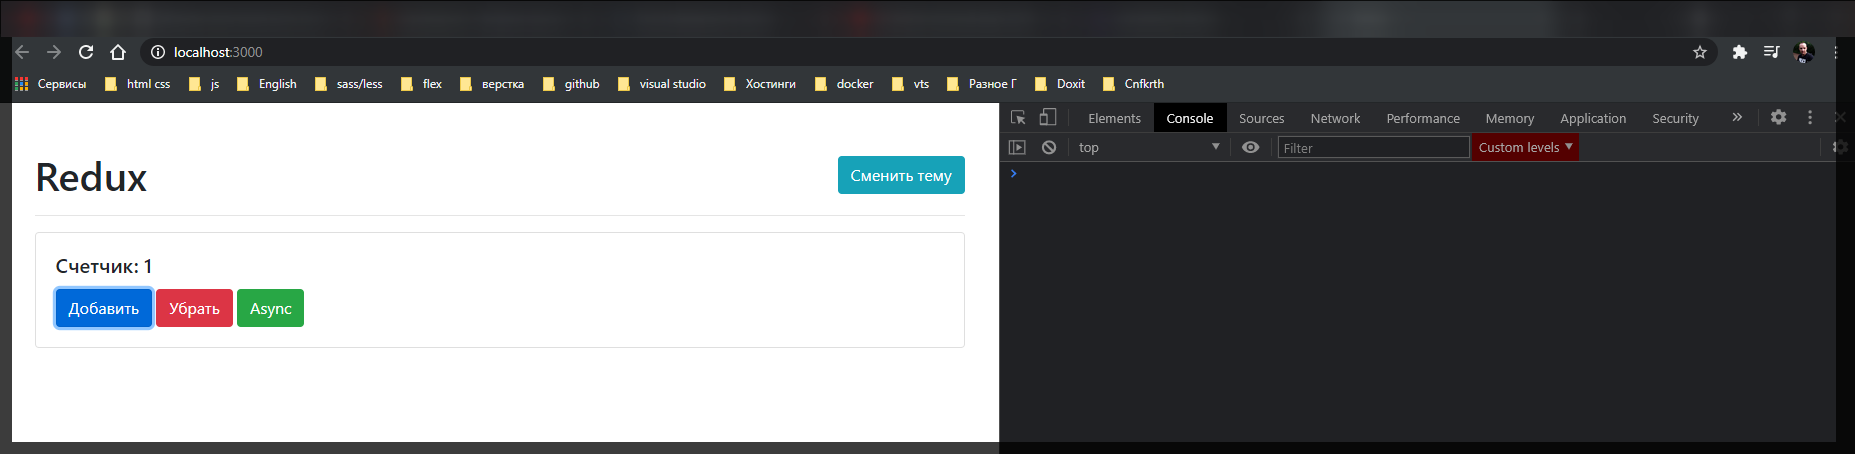 localhost:3000
Сервисы html css js English sass/less flex верстка github visual studio Хостинги docker vts Разное Г Doxit Cnfkrth
Elements Console Sources Network Performance Memory Application Security »
top Filter Custom levels
Redux Сменить тему
Счетчик: 1
Добавить Убрать Async